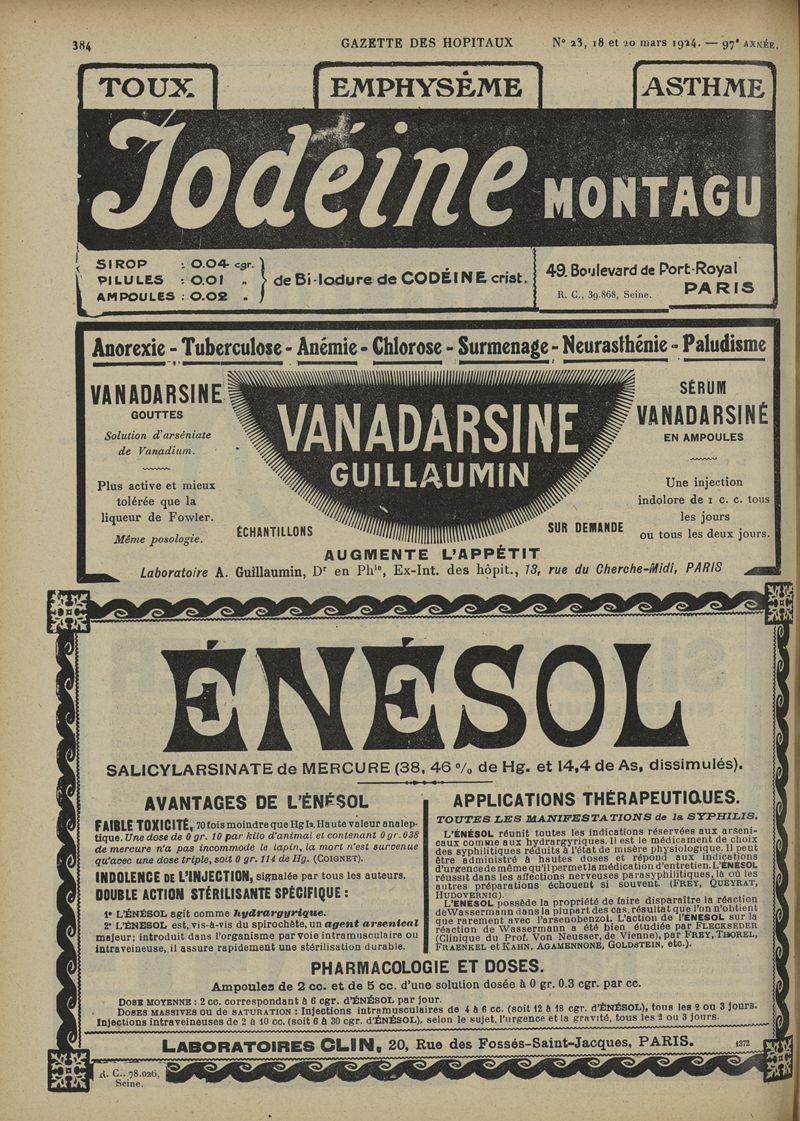 384 GAZETTE DES HOPITAUX N° 23, 18 et 20 mars 1924. — 97e ANNÉE.
TOUX EMPHYSÈME ASTHME
Iodéine MONTAGU
SIROP : 0.04 cgr.
PILULES : 0.01 „
AMPOULES : 0.02 „
de Bi-Iodure de CODÉINE crist.
49. Boulevard de Port-Royal
PARIS
R. C., 39.868, Seine.
Anorexie - Tuberculose - Anémie - Chlorose - Surmenage - Neurasthénie - Paludisme
VANADARSINE
GOUTTES
Solution d'arséniate
de Vanadium.
Plus active et mieux
tolérée que la
liqueur de Fowler.
Même posologie.
VANADARSINE
GUILLAUMIN
ÉCHANTILLONS SUR DEMANDE
SÉRUM
VANADARSINÉ
EN AMPOULES
Une injection
indolore de 1 c. c. tous
les jours
ou tous les deux jours.
AUGMENTE L'APPÉTIT
Laboratoire A. Guillaumin, Dr en Phie, Ex-Int. des hôpit., 13, rue du Cherche-Midi, PARIS
ÉNÉSOL
SALICYLARSINATE de MERCURE (38, 46 % de Hg. et 14,4 de As, dissimulés).
AVANTAGES DE L'ÉNÉSOL
FAIBLE TOXICITÉ, 70 fois moindre que Hg I2. Haute valeur analep-
tique. Une dose de 0 gr. 10 par kilo d'animal et contenant 0 gr. 038
de mercure n'a pas incommodé le lapin, la mort n'est survenue
qu'avec une dose triple, soit 0 gr. 114 de Hg. (COIGNET).
INDOLENCE DE L'INJECTION, signalée par tous les auteurs.
DOUBLE ACTION STÉRILISANTE SPÉCIFIQUE :
1° L'ÉNÉSOL agit comme hydrargyrique.
2° L'ÉNÉSOL est, vis-à-vis du spirochète, un agent arsenical
majeur; introduit dans l'organisme par voie intramusculaire ou
intraveineuse, il assure rapidement une stérilisation durable.
APPLICATIONS THÉRAPEUTIQUES.
TOUTES LES MANIFESTATIONS de la SYPHILIS.
L'ÉNÉSOL réunit toutes les indications réservées aux arseni-
caux comme aux hydrargyriques. Il est le médicament de choix
des syphilitiques réduits à l'état de misère physiologique. Il peut
être administré à hautes doses et répond aux indications
d'urgence de même qu'il permet la médication d'entretien. L'ÉNÉSOL
réussit dans les affections nerveuses parasyphilitiques, là où les
autres préparations échouent si souvent. (FREY, QUEYRAT,
HUDOVERNIG).
L'ÉNÉSOL possède la propriété de faire disparaître la réaction
de Wassermann dans la plupart des cas, résultat que l'on n'obtient
que rarement avec l'arsenobenzol. L'action de l'ÉNÉSOL sur la
réaction de Wassermann a été bien étudiée par FLECKSEDER
(Clinique du Prof. Von Neusser, de Vienne), par FREY, THOREL,
FRAENKEL et KAHN, AGAMENNONE, GOLDSTEIN, etc.).
PHARMACOLOGIE ET DOSES.
Ampoules de 2 cc. et de 5 cc. d'une solution dosée à 0 gr. 0.3 cgr. par cc.
DOSE MOYENNE : 2 cc. correspondant à 6 cgr. d'ÉNÉSOL par jour.
DOSES MASSIVES ou de SATURATION : Injections intramusculaires de 4 à 6 cc. (soit 12 à 18 cgr. d'ÉNÉSOL), tous les 2 ou 3 jours.
Injections intraveineuses de 2 à 10 cc. (soit 6 à 30 cgr. d'ÉNÉSOL), selon le sujet, l'urgence et la gravité, tous les 2 ou 3 jours.
LABORATOIRES CLIN, 20, Rue des Fossés-Saint-Jacques, PARIS. 1372
R. C., 78.026,
Seine.